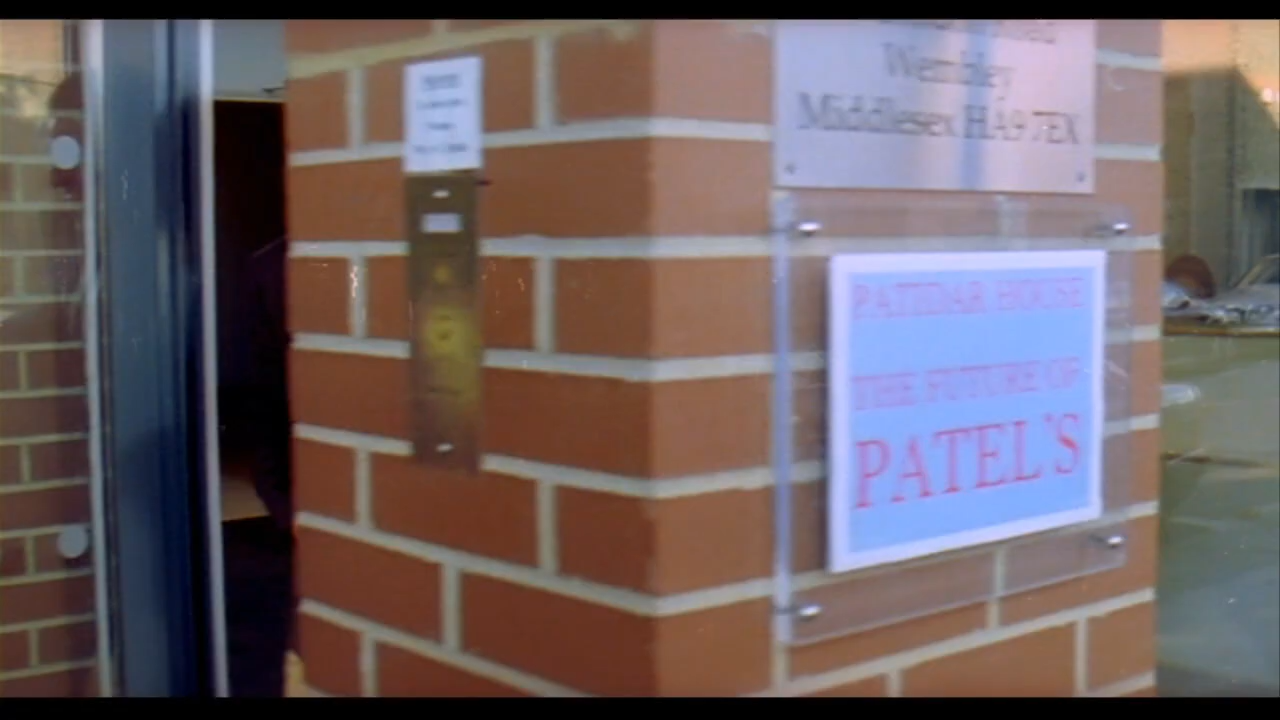 Wembley
Middlesex HA9 7EX
PATIDAR HOUSE
THE FUTURE OF
PATEL'S